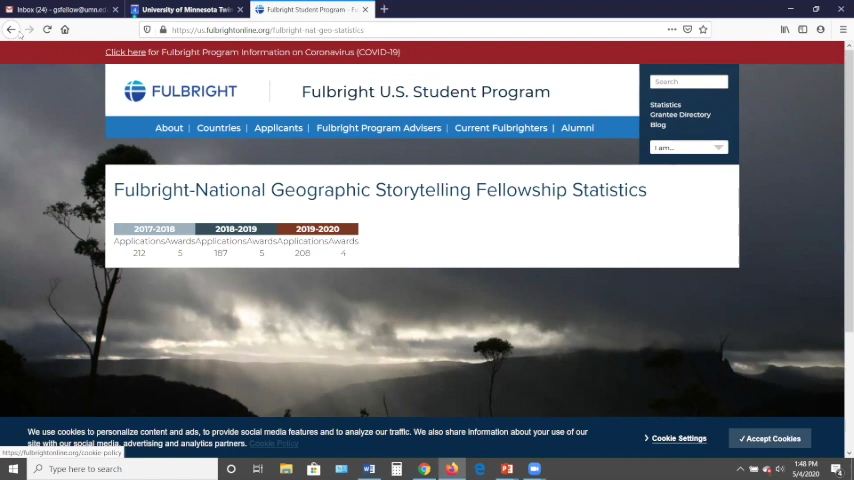 Inbox (24) - gsfellow@umn.ed
University of Minnesota Twin
Fulbright Student Program - Fu
https://us.fulbrightonline.org/fulbright-nat-geo-statistics
Click here for Fulbright Program Information on Coronavirus (COVID-19)
FULBRIGHT
Fulbright U.S. Student Program
Search
Statistics
Grantee Directory
Blog
I am...
About | Countries | Applicants | Fulbright Program Advisers | Current Fulbrighters | Alumni
Fulbright-National Geographic Storytelling Fellowship Statistics
2017-2018 2018-2019 2019-2020
Applications Awards Applications Awards Applications Awards
212 5 187 5 208 4
We use cookies to personalize content and ads, to provide social media features and to analyze our traffic. We also share information about your use of
our site with our social media, advertising and analytics partners. Cookie Policy
Cookie Settings
✓ Accept Cookies
https://fulbrightonline.org/cookie-policy
Type here to search
1:48 PM
5/4/2020